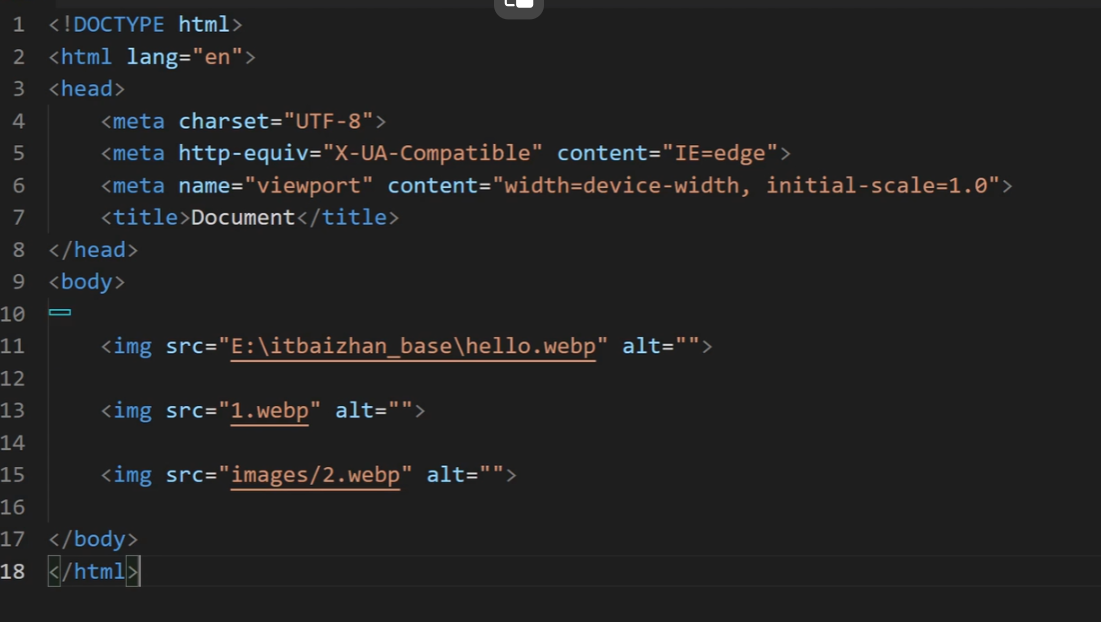 1 <!DOCTYPE html>
2 <html lang="en">
3 <head>
4     <meta charset="UTF-8">
5     <meta http-equiv="X-UA-Compatible" content="IE=edge">
6     <meta name="viewport" content="width=device-width, initial-scale=1.0">
7     <title>Document</title>
8 </head>
9 <body>
10
11     <img src="E:\itbaizhan_base\hello.webp" alt="">
12
13     <img src="1.webp" alt="">
14
15     <img src="images/2.webp" alt="">
16
17 </body>
18 </html>